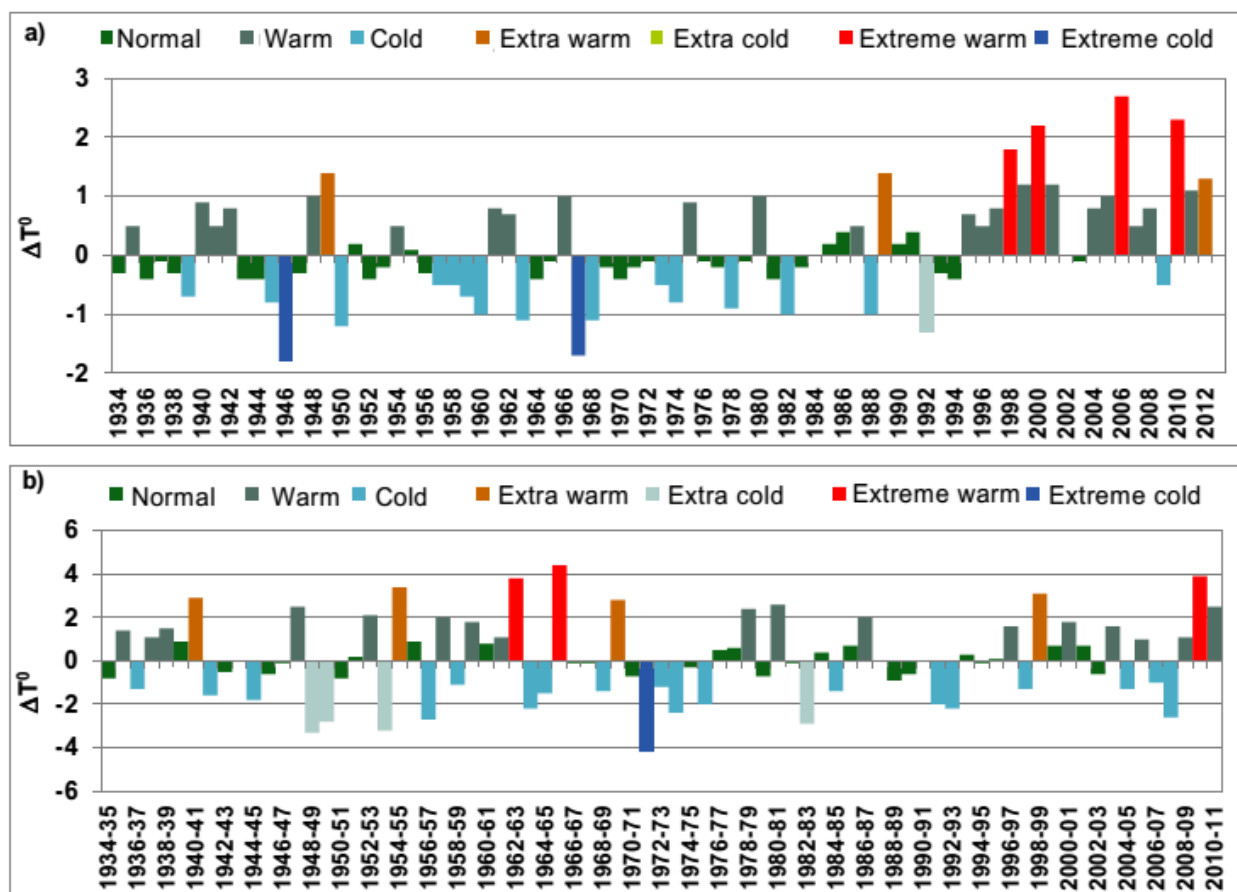 a) Normal Warm Cold Extra warm Extra cold Extreme warm Extreme cold
3
2
1
0
-1
-2
ΔT⁰
1934 1936 1938 1940 1942 1944 1946 1948 1950 1952 1954 1956 1958 1960 1962 1964 1966 1968 1970 1972 1974 1976 1978 1980 1982 1984 1986 1988 1990 1992 1994 1996 1998 2000 2002 2004 2006 2008 2010 2012
b) Normal Warm Cold Extra warm Extra cold Extreme warm Extreme cold
6
4
2
0
-2
-4
-6
ΔT⁰
1934-35 1936-37 1938-39 1940-41 1942-43 1944-45 1946-47 1948-49 1950-51 1952-53 1954-55 1956-57 1958-59 1960-61 1962-63 1964-65 1966-67 1968-69 1970-71 1972-73 1974-75 1976-77 1978-79 1980-81 1982-83 1984-85 1986-87 1988-89 1990-91 1992-93 1994-95 1996-97 1998-99 2000-01 2002-03 2004-05 2006-07 2008-09 2010-11